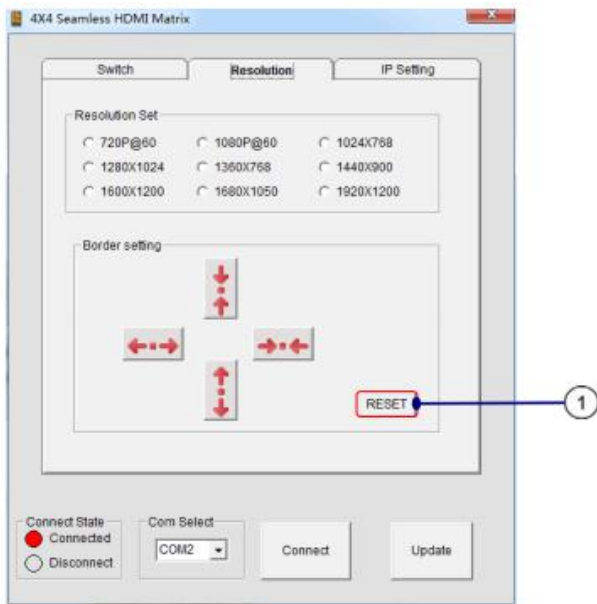 4X4 Seamless HDMI Matrix
Switch Resolution IP Setting
Resolution Set
720P@60 1080P@60 1024X768
1280X1024 1360X768 1440X900
1600X1200 1680X1050 1920X1200
Border setting
RESET 1
Connect State Com Select
Connected
COM2 Connect Update
Disconnect